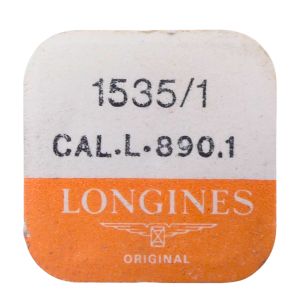 1535/1
CAL.L.890.1
LONGINES
ORIGINAL